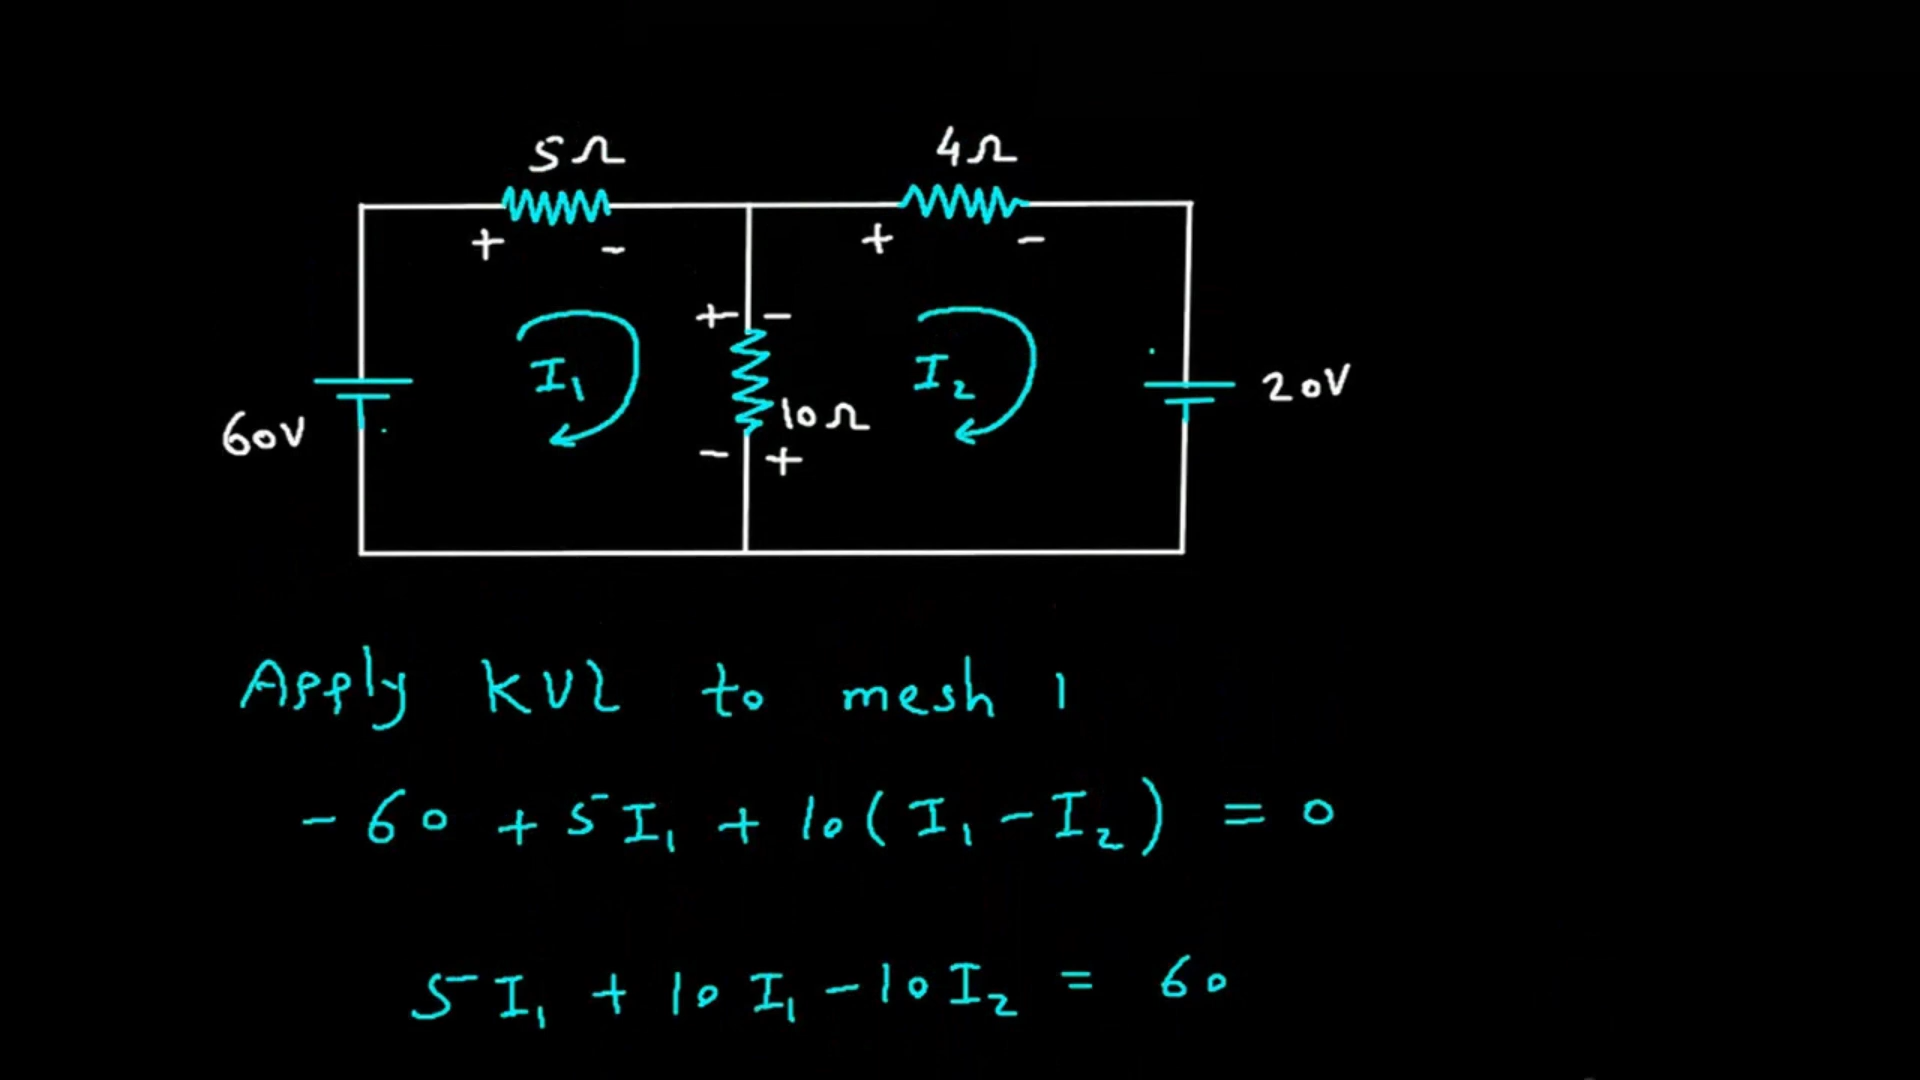 5Ω 4Ω
+ - + -
+ -
I₁ I₂
60V 10Ω 20V
- +
Apply KVL to mesh 1
- 60 + 5I₁ + 10(I₁ - I₂) = 0
5I₁ + 10I₁ - 10I₂ = 60